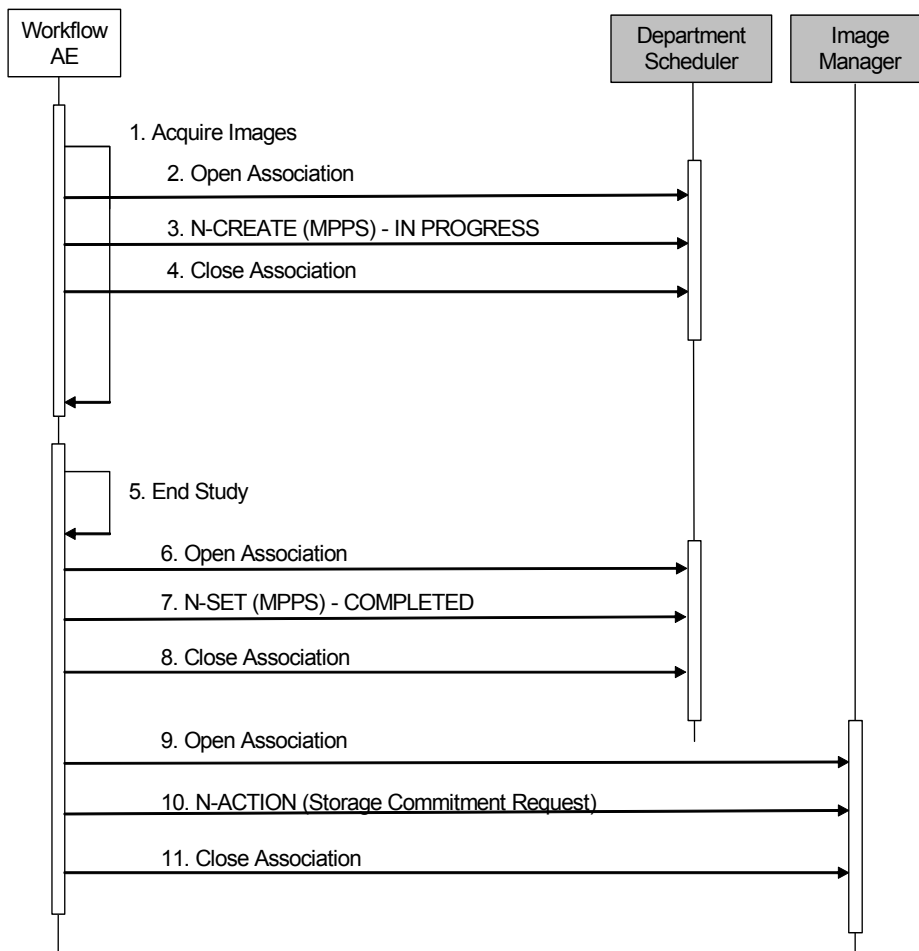 Workflow
AE
Department
Scheduler
Image
Manager
1. Acquire Images
2. Open Association
3. N-CREATE (MPPS) - IN PROGRESS
4. Close Association
5. End Study
6. Open Association
7. N-SET (MPPS) - COMPLETED
8. Close Association
9. Open Association
10. N-ACTION (Storage Commitment Request)
11. Close Association